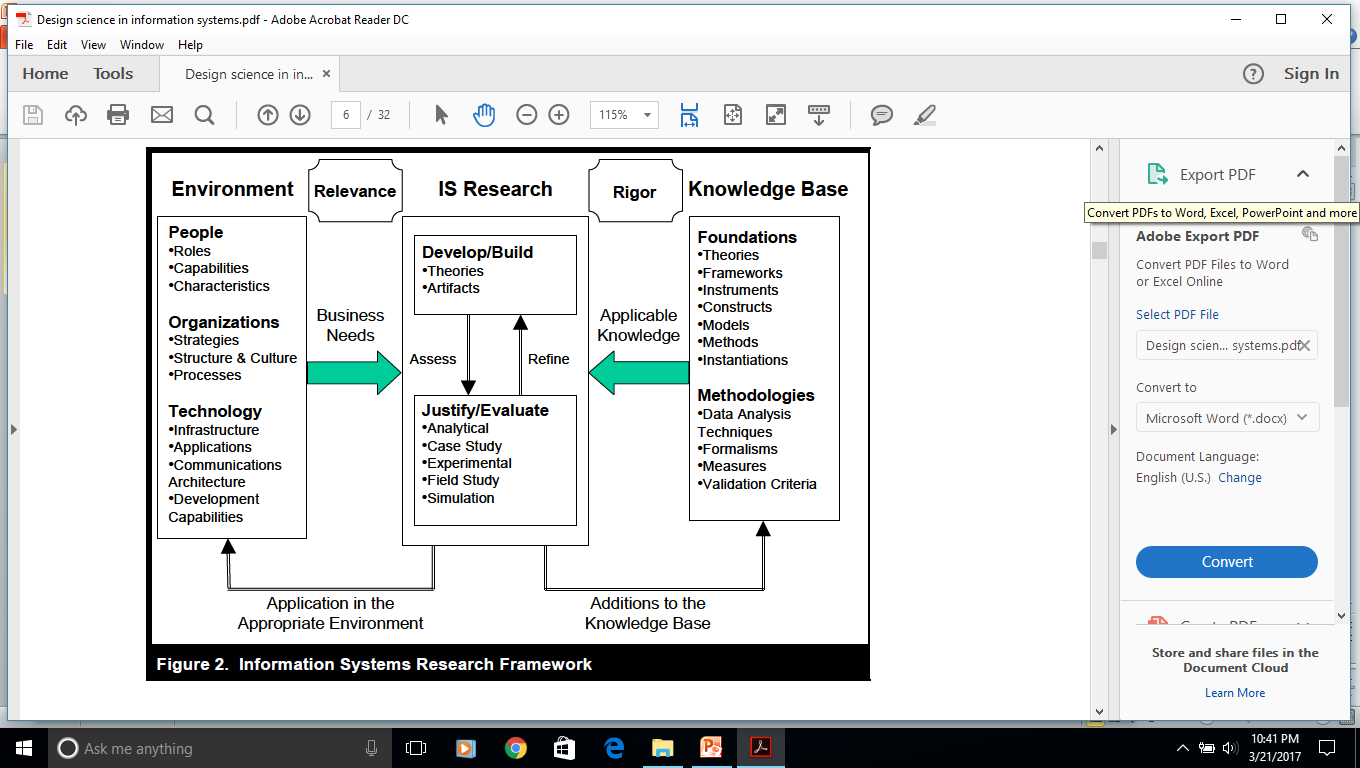 Design science in information systems.pdf - Adobe Acrobat Reader DC
File Edit View Window Help
Home Tools Design science in in... × Sign In
6 / 32 115%
Environment
Relevance
IS Research
Rigor
Knowledge Base
People
•Roles
•Capabilities
•Characteristics
Organizations
•Strategies
•Structure & Culture
•Processes
Technology
•Infrastructure
•Applications
•Communications
Architecture
•Development
Capabilities
Business
Needs
Develop/Build
•Theories
•Artifacts
Assess
Refine
Justify/Evaluate
•Analytical
•Case Study
•Experimental
•Field Study
•Simulation
Applicable
Knowledge
Foundations
•Theories
•Frameworks
•Instruments
•Constructs
•Models
•Methods
•Instantiations
Methodologies
•Data Analysis
Techniques
•Formalisms
•Measures
•Validation Criteria
Application in the
Appropriate Environment
Additions to the
Knowledge Base
Figure 2. Information Systems Research Framework
Export PDF
Convert PDFs to Word, Excel, PowerPoint and more
Adobe Export PDF
Convert PDF Files to Word
or Excel Online
Select PDF File
Design scien... systems.pdf
Convert to
Microsoft Word (*.docx)
Document Language:
English (U.S.) Change
Convert
Store and share files in the
Document Cloud
Learn More
Ask me anything
10:41 PM
3/21/2017